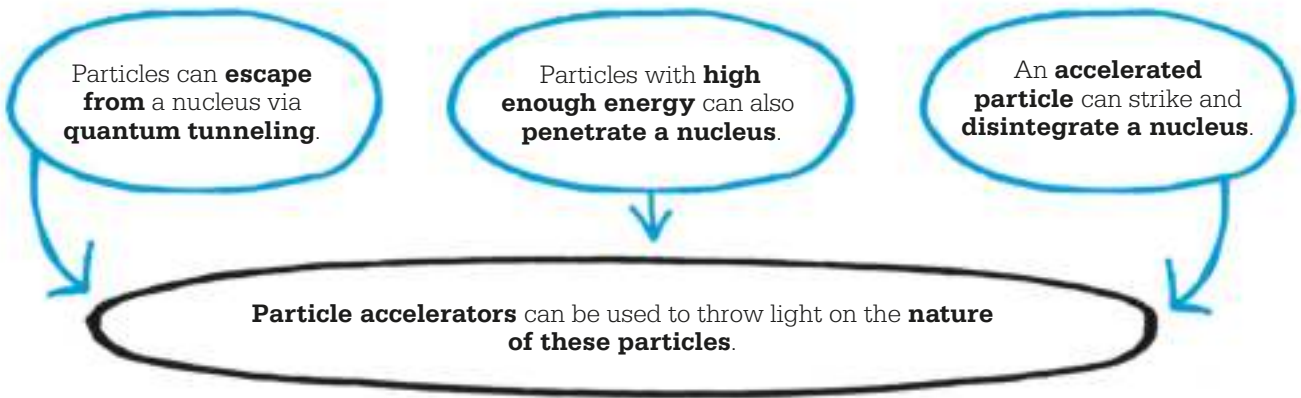 Particles can escape
from a nucleus via
quantum tunneling.
Particles with high
enough energy can also
penetrate a nucleus.
An accelerated
particle can strike and
disintegrate a nucleus.
Particle accelerators can be used to throw light on the nature
of these particles.